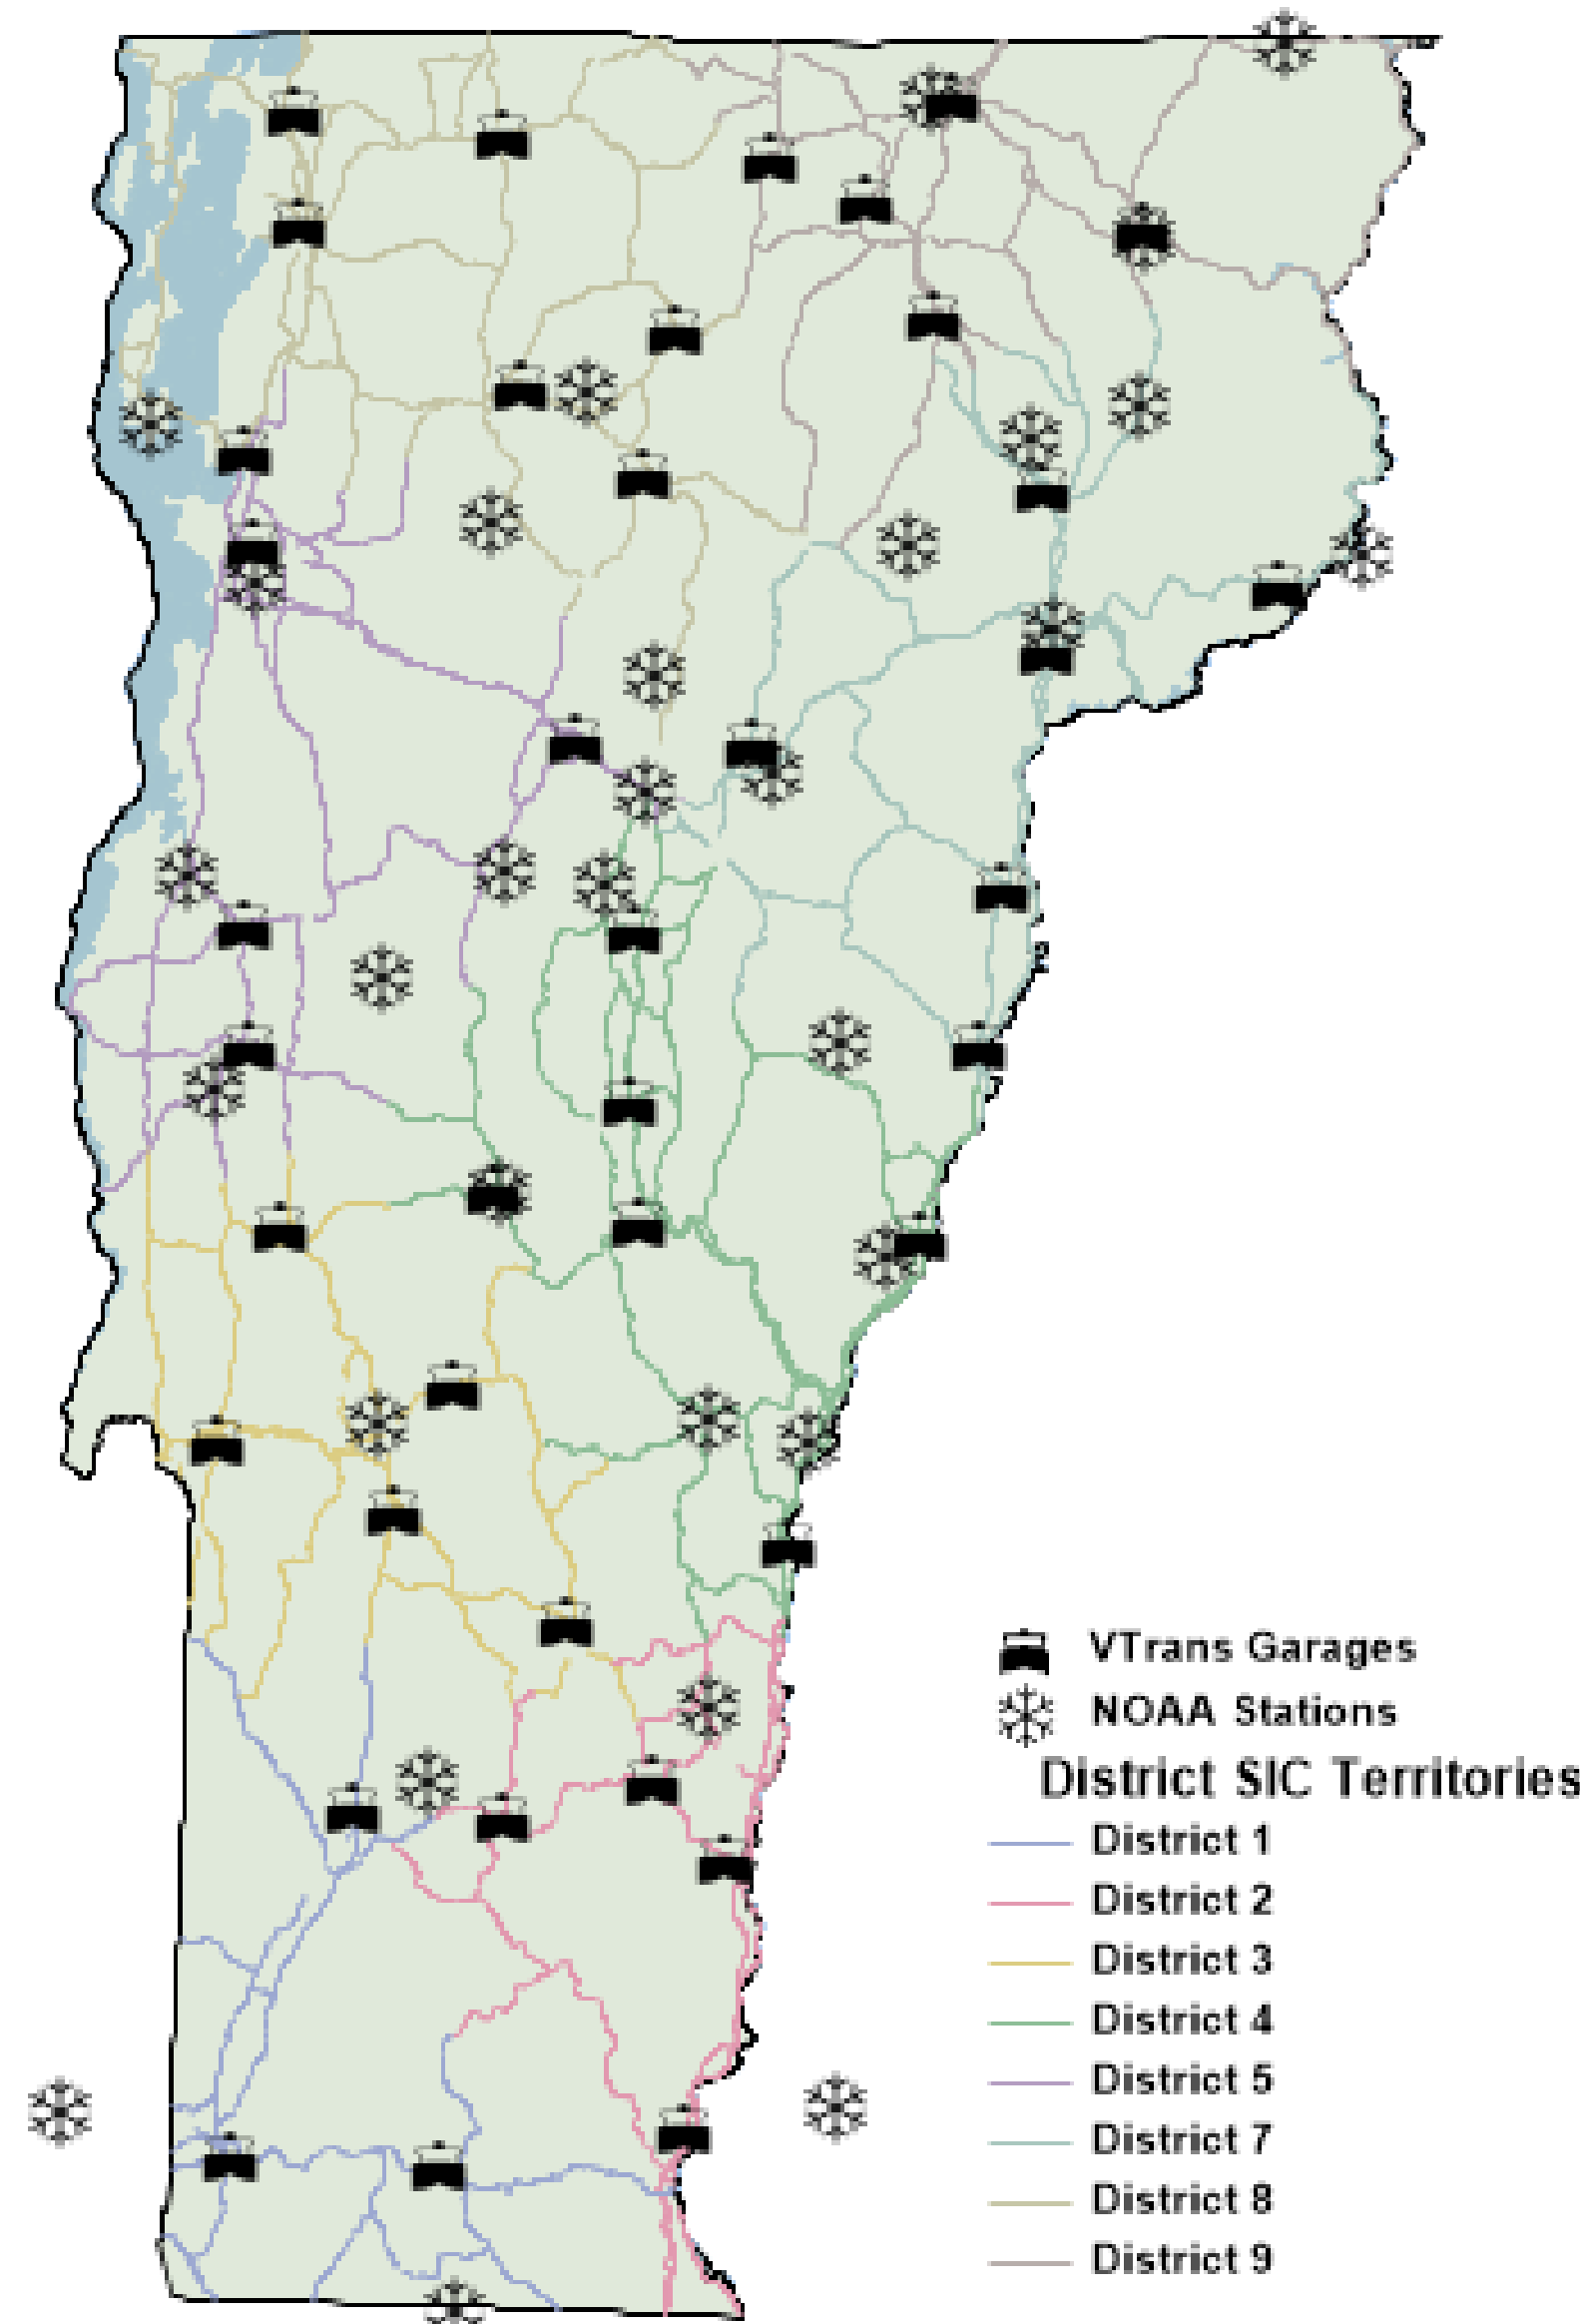 VTrans Garages
NOAA Stations
District SIC Territories
District 1
District 2
District 3
District 4
District 5
District 7
District 8
District 9